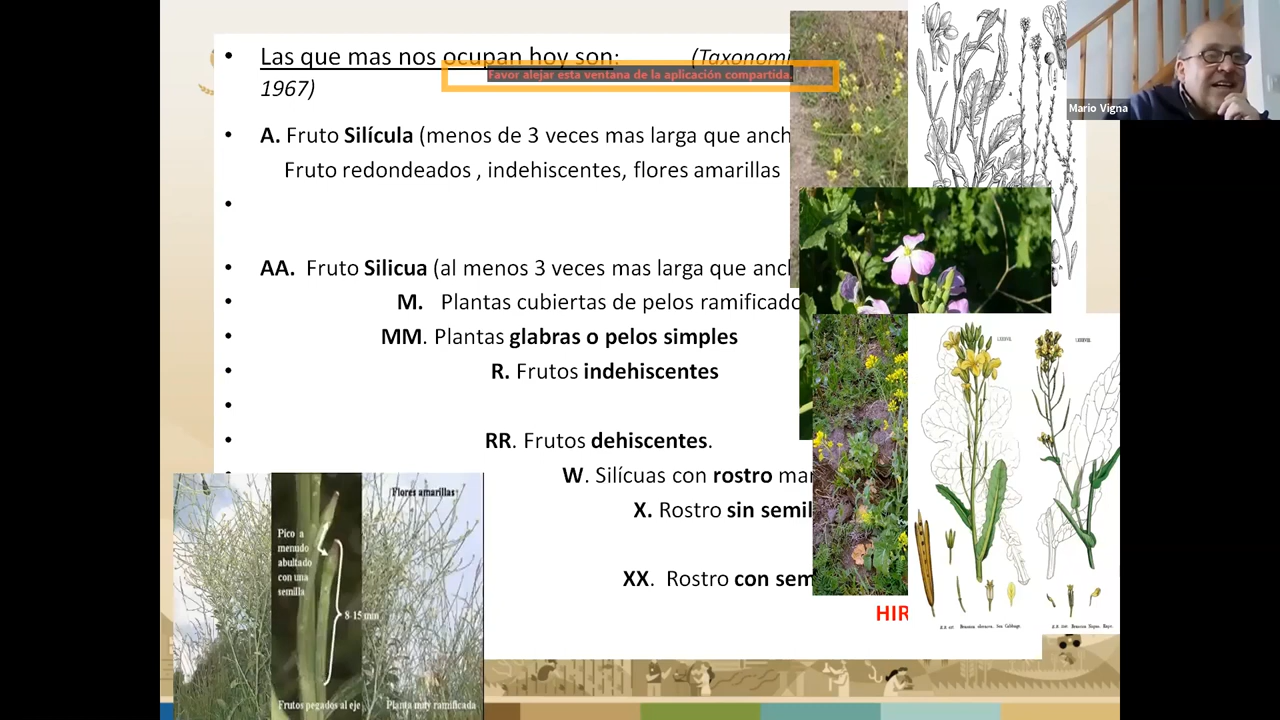 Las que mas nos ocupan hoy son: (Taxonomi
1967)
Favor alejar esta ventana de la aplicación compartida.
Mario Vigna
A. Fruto Silícula (menos de 3 veces mas larga que anch
Fruto redondeados , indehiscentes, flores amarillas
AA. Fruto Silicua (al menos 3 veces mas larga que anch
M. Plantas cubiertas de pelos ramificado
MM. Plantas glabras o pelos simples
R. Frutos indehiscentes
RR. Frutos dehiscentes.
W. Silícuas con rostro mar
X. Rostro sin semil
XX. Rostro con sem
HIR
Flores amarillas
Pico a
menudo
abultado
con una
semilla
8-15 mm
Frutos pegados al eje
Planta muy ramificada